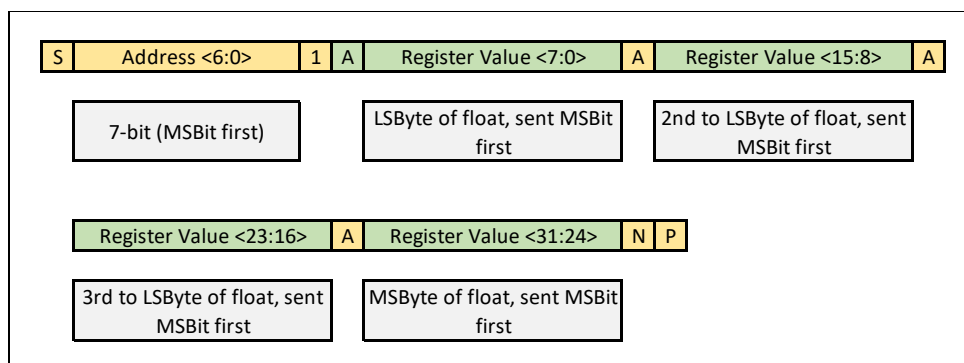 S Address <6:0> 1 A Register Value <7:0> A Register Value <15:8> A
7-bit (MSBit first)
LSByte of float, sent MSBit
first
2nd to LSByte of float, sent
MSBit first
Register Value <23:16> A Register Value <31:24> N P
3rd to LSByte of float, sent
MSBit first
MSByte of float, sent MSBit
first